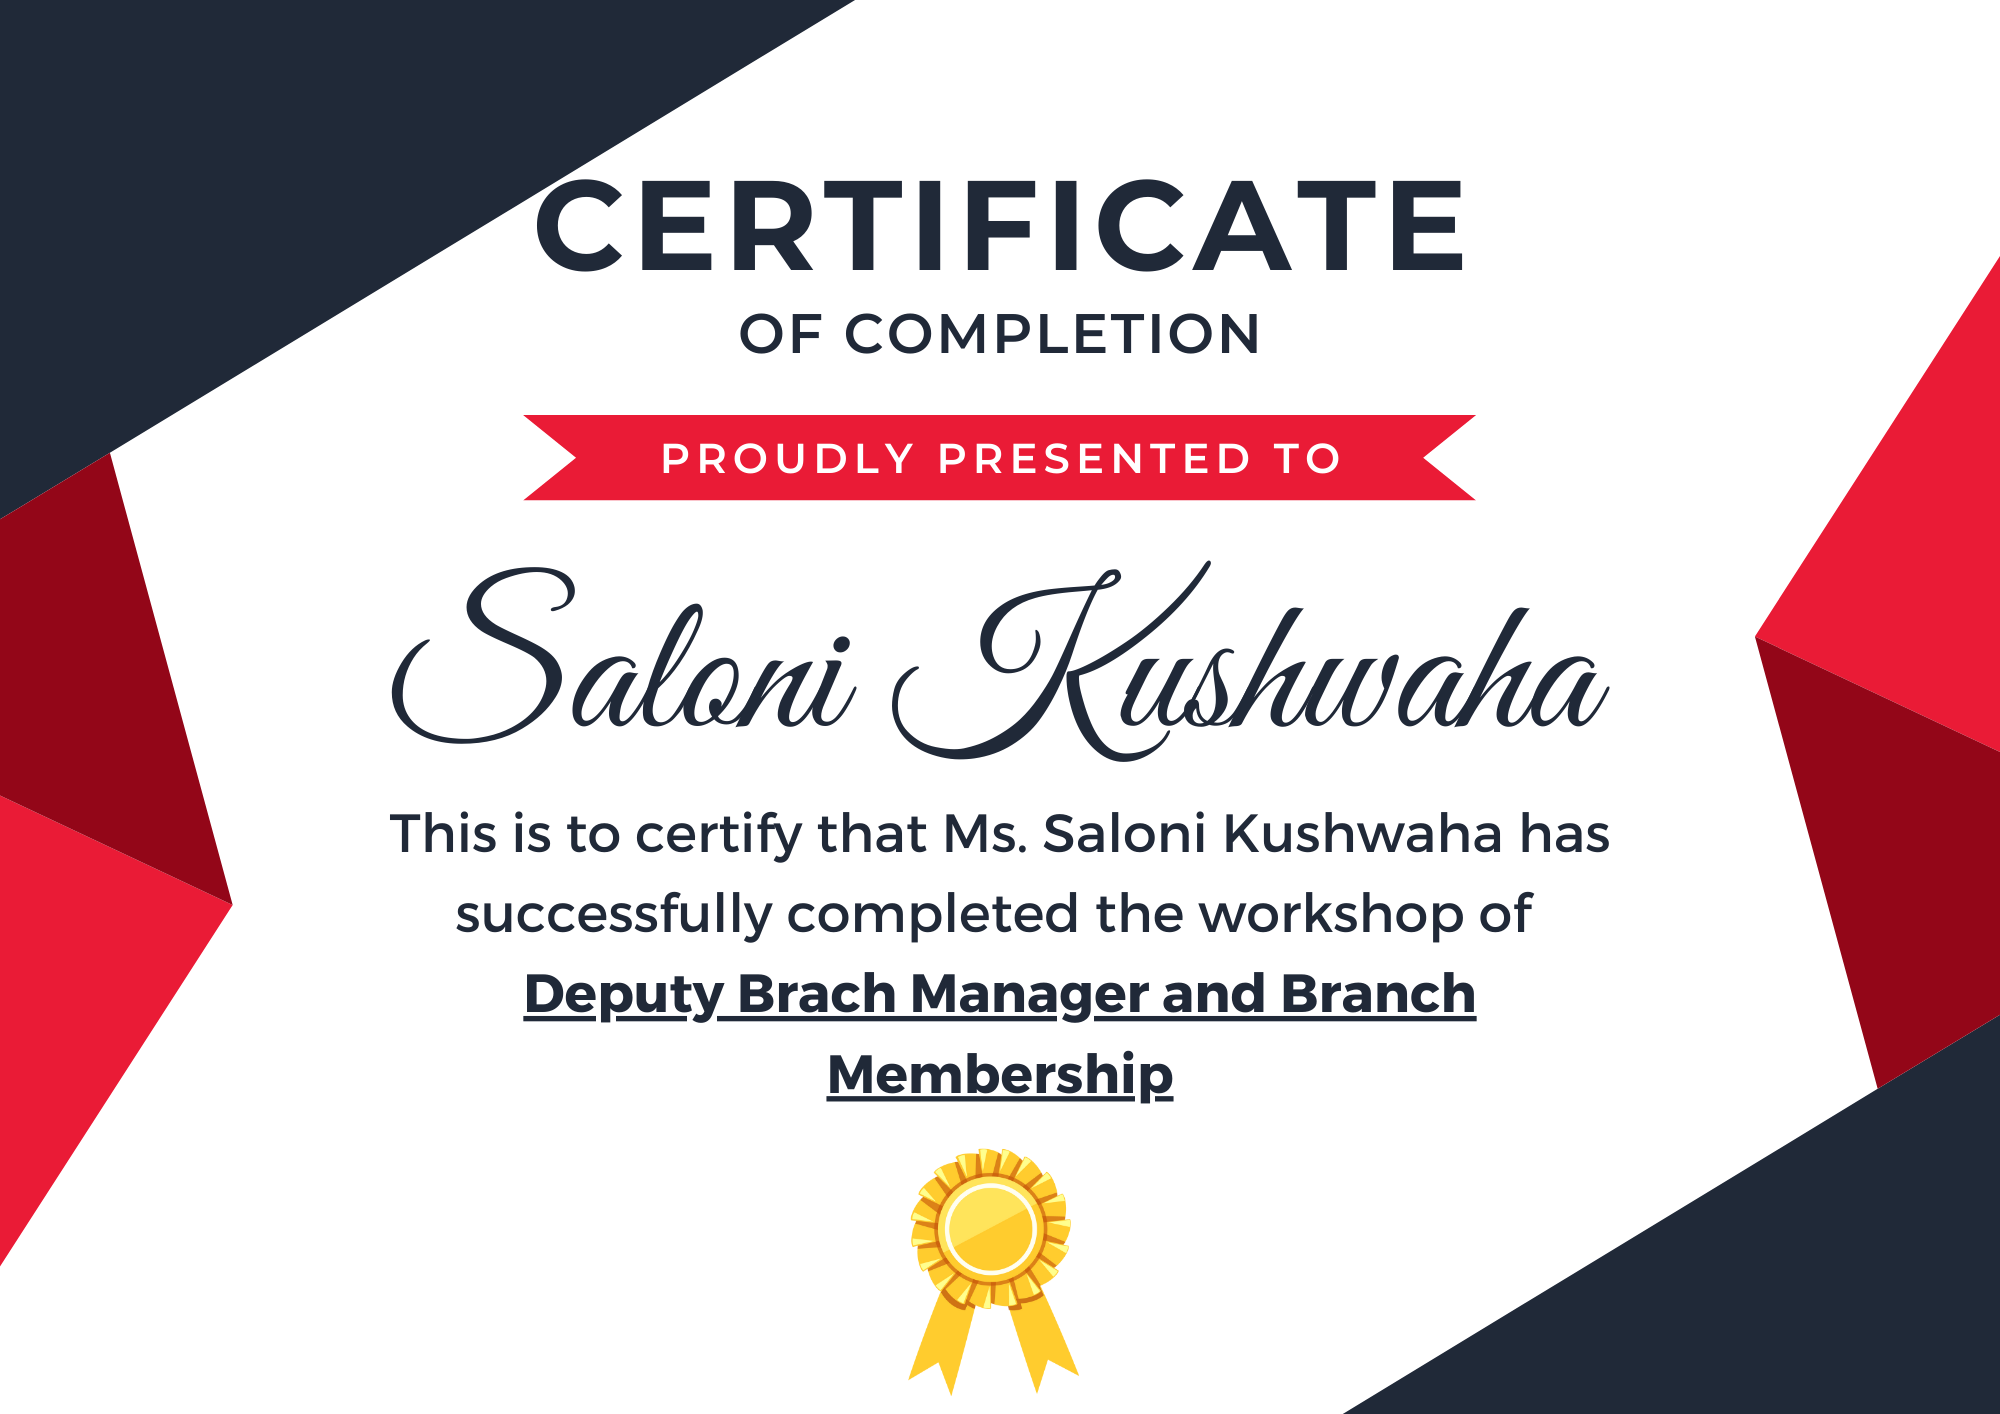 CERTIFICATE
OF COMPLETION
PROUDLY PRESENTED TO
Saloni Kushwaha
This is to certify that Ms. Saloni Kushwaha has
successfully completed the workshop of
Deputy Brach Manager and Branch
Membership